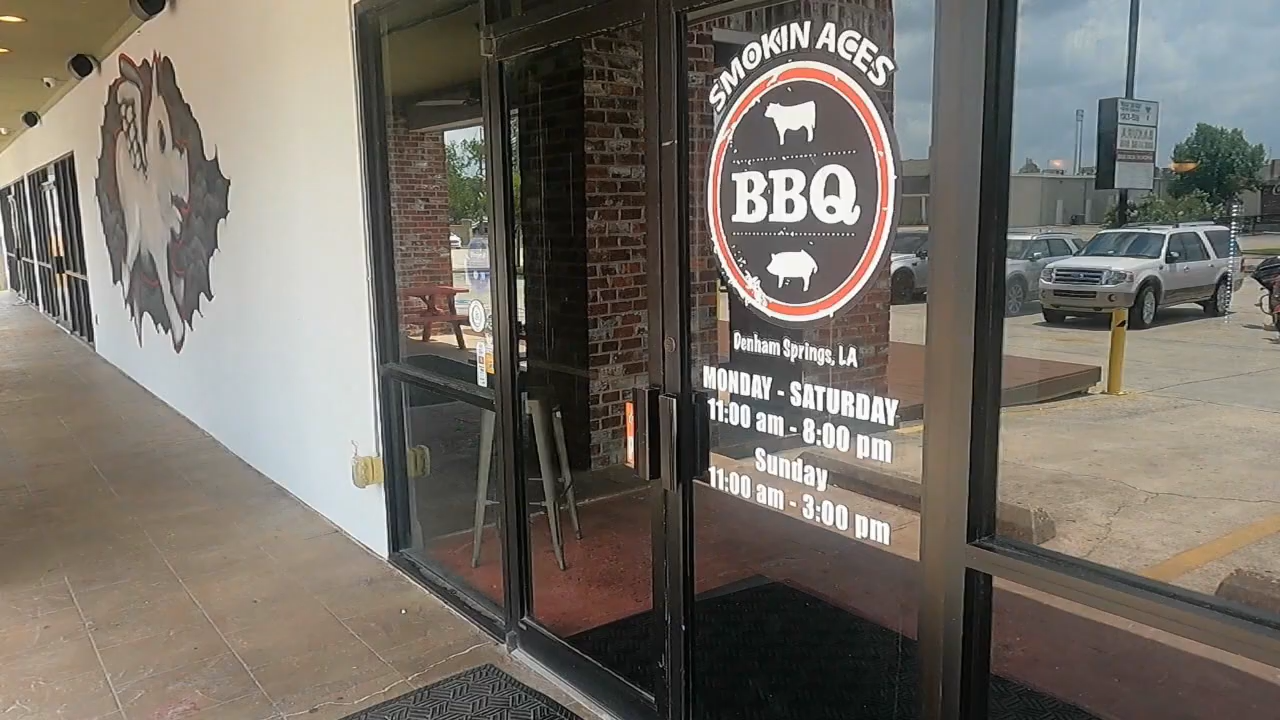 SMOKIN ACES
BBQ
Denham Springs, LA
MONDAY - SATURDAY
11:00 am - 8:00 pm
Sunday
11:00 am - 3:00 pm